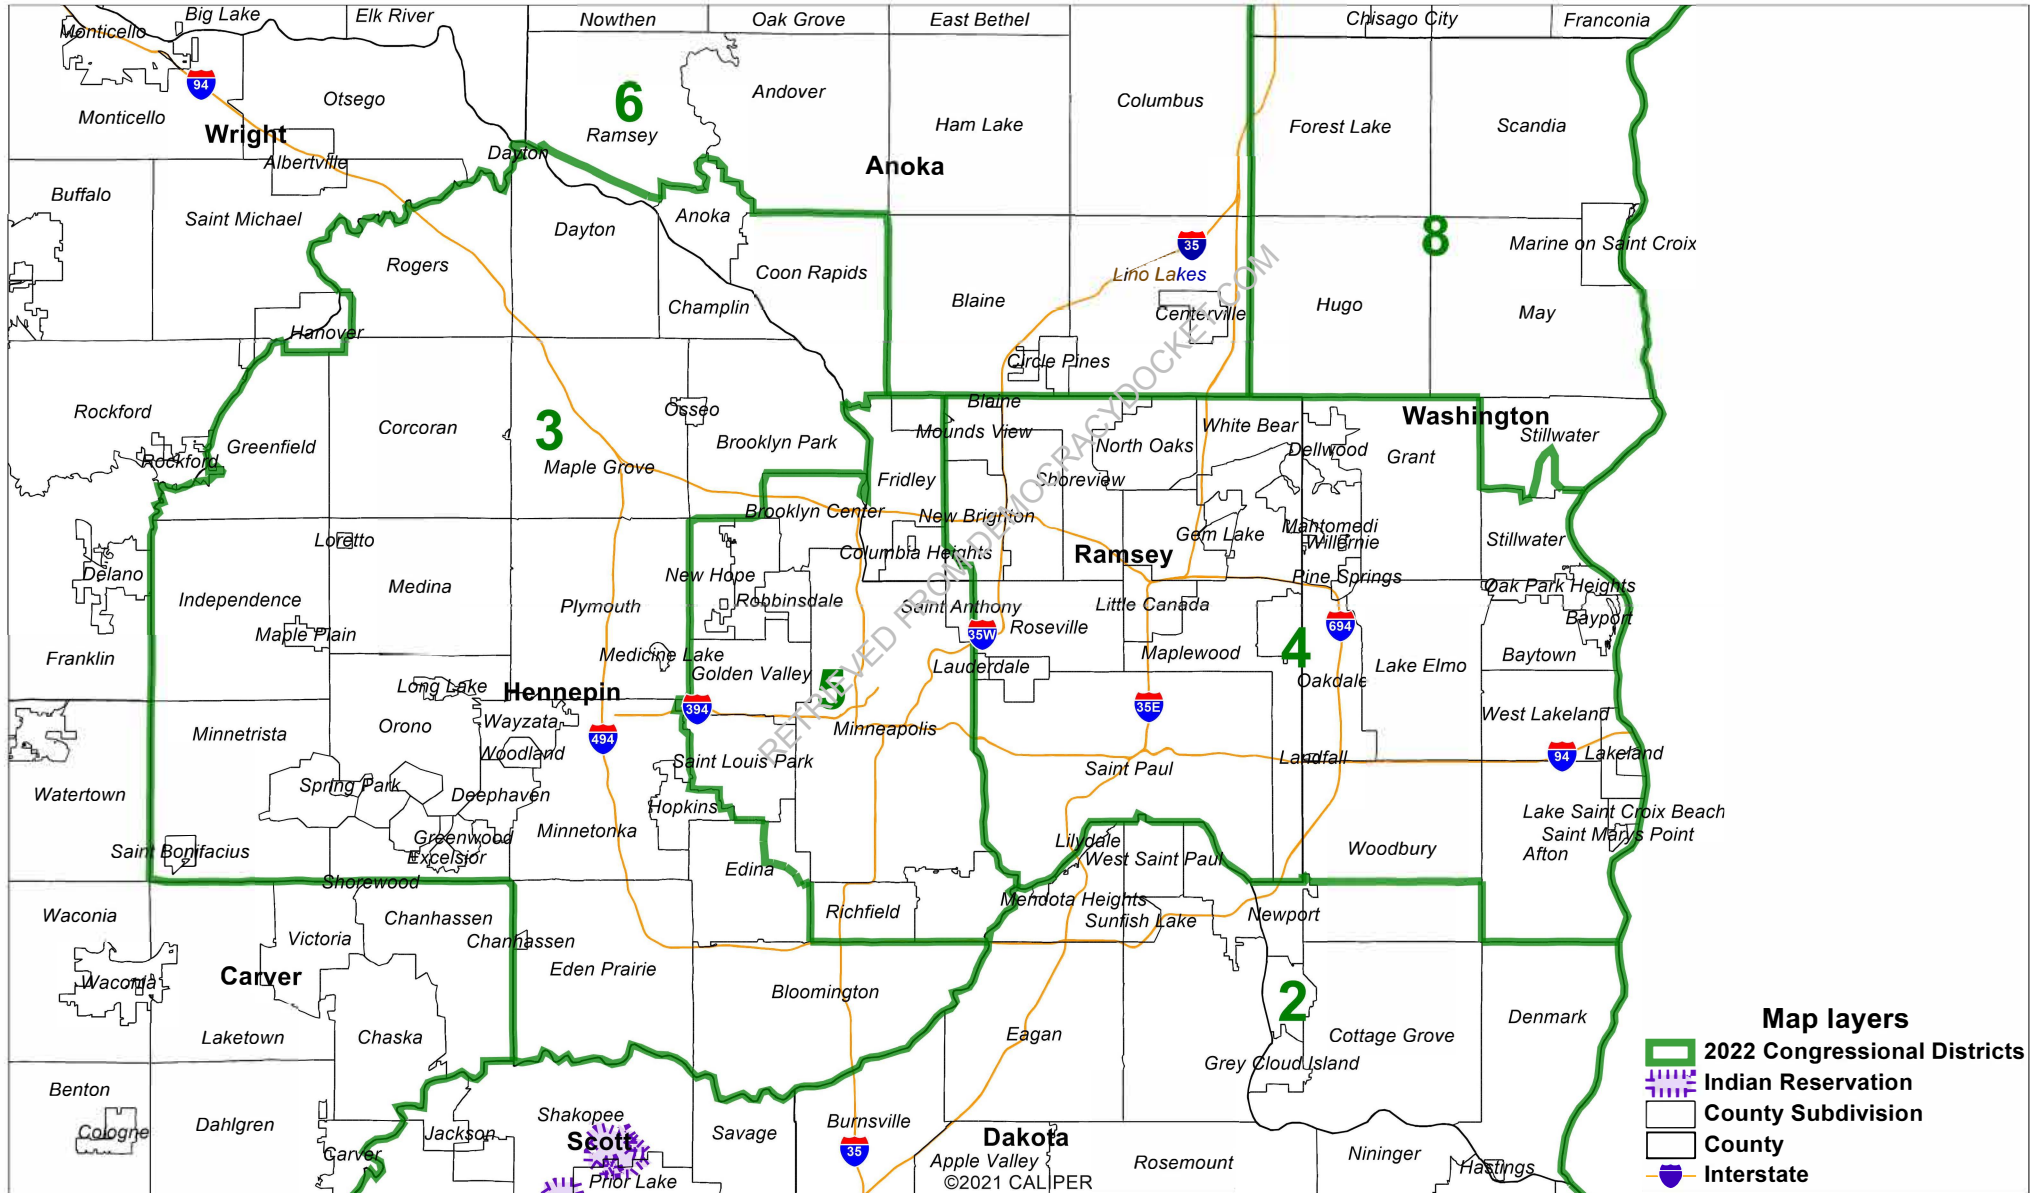 Big Lake
Elk River
Nowthen
Oak Grove
East Bethel
Chisago City
Franconia
Monticello
94
Otsego
6
Andover
Columbus
Monticello
Wright
Ramsey
Ham Lake
Forest Lake
Scandia
Albertville
Dayton
Anoka
Buffalo
Saint Michael
Anoka
Dayton
35
8
Marine on Saint Croix
Rogers
Coon Rapids
Lino Lakes
Blaine
Champlin
Centerville
Hugo
May
Hanover
Circle Pines
Rockford
Osseo
Blaine
Washington
Corcoran
3
Brooklyn Park
Mounds View
North Oaks
White Bear
Stillwater
Greenfield
Dellwood
Grant
Rockford
Maple Grove
Fridley
Shoreview
Brooklyn Center
New Brighton
Mahtomedi
Willernie
Gem Lake
Stillwater
Loretto
Columbia Heights
Ramsey
Delano
New Hope
Pine Springs
Oak Park Heights
Independence
Medina
Plymouth
Robbinsdale
Saint Anthony
Little Canada
Bayport
Maple Plain
35W
Roseville
694
Franklin
Medicine Lake
Golden Valley
Lauderdale
Maplewood
4
Lake Elmo
Baytown
Long Lake
Hennepin
5
Oakdale
394
35E
Minnetrista
Orono
Wayzata
494
Minneapolis
West Lakeland
Woodland
Saint Louis Park
Saint Paul
Landfall
94
Lakeland
Watertown
Spring Park
Deephaven
Hopkins
Lake Saint Croix Beach
Greenwood
Minnetonka
Saint Marys Point
Saint Bonifacius
Excelsior
Lilydale
West Saint Paul
Woodbury
Afton
Shorewood
Edina
Waconia
Chanhassen
Richfield
Mendota Heights
Sunfish Lake
Newport
Victoria
Chanhassen
Waconia
Carver
Eden Prairie
Bloomington
2
Laketown
Chaska
Eagan
Cottage Grove
Denmark
Grey Cloud Island
Benton
Cologne
Dahlgren
Carver
Jackson
Shakopee
Scott
Prior Lake
Savage
Burnsville
35
Dakota
Apple Valley
Rosemount
Nininger
Hastings
©2021 CALIPER
RETRIEVED FROM DEMOCRACYDOCKET.COM
Map layers
2022 Congressional Districts
Indian Reservation
County Subdivision
County
Interstate